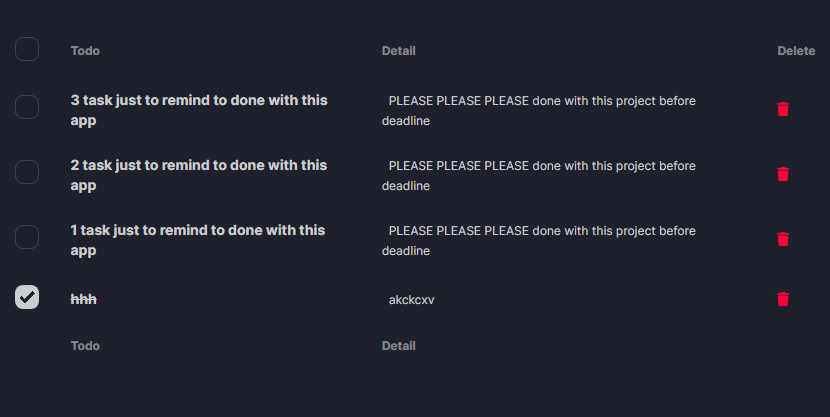 Todo Detail Delete
3 task just to remind to done with this
app
PLEASE PLEASE PLEASE done with this project before
deadline
2 task just to remind to done with this
app
PLEASE PLEASE PLEASE done with this project before
deadline
1 task just to remind to done with this
app
PLEASE PLEASE PLEASE done with this project before
deadline
hhh akckcxv
Todo Detail